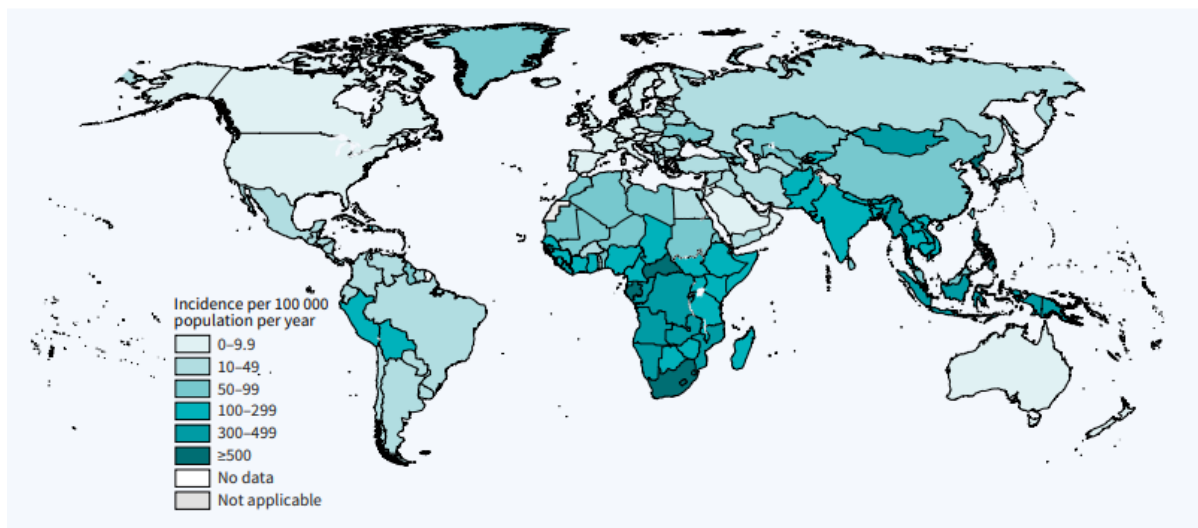 Incidence per 100 000
population per year
0–9.9
10–49
50–99
100–299
300–499
≥500
No data
Not applicable